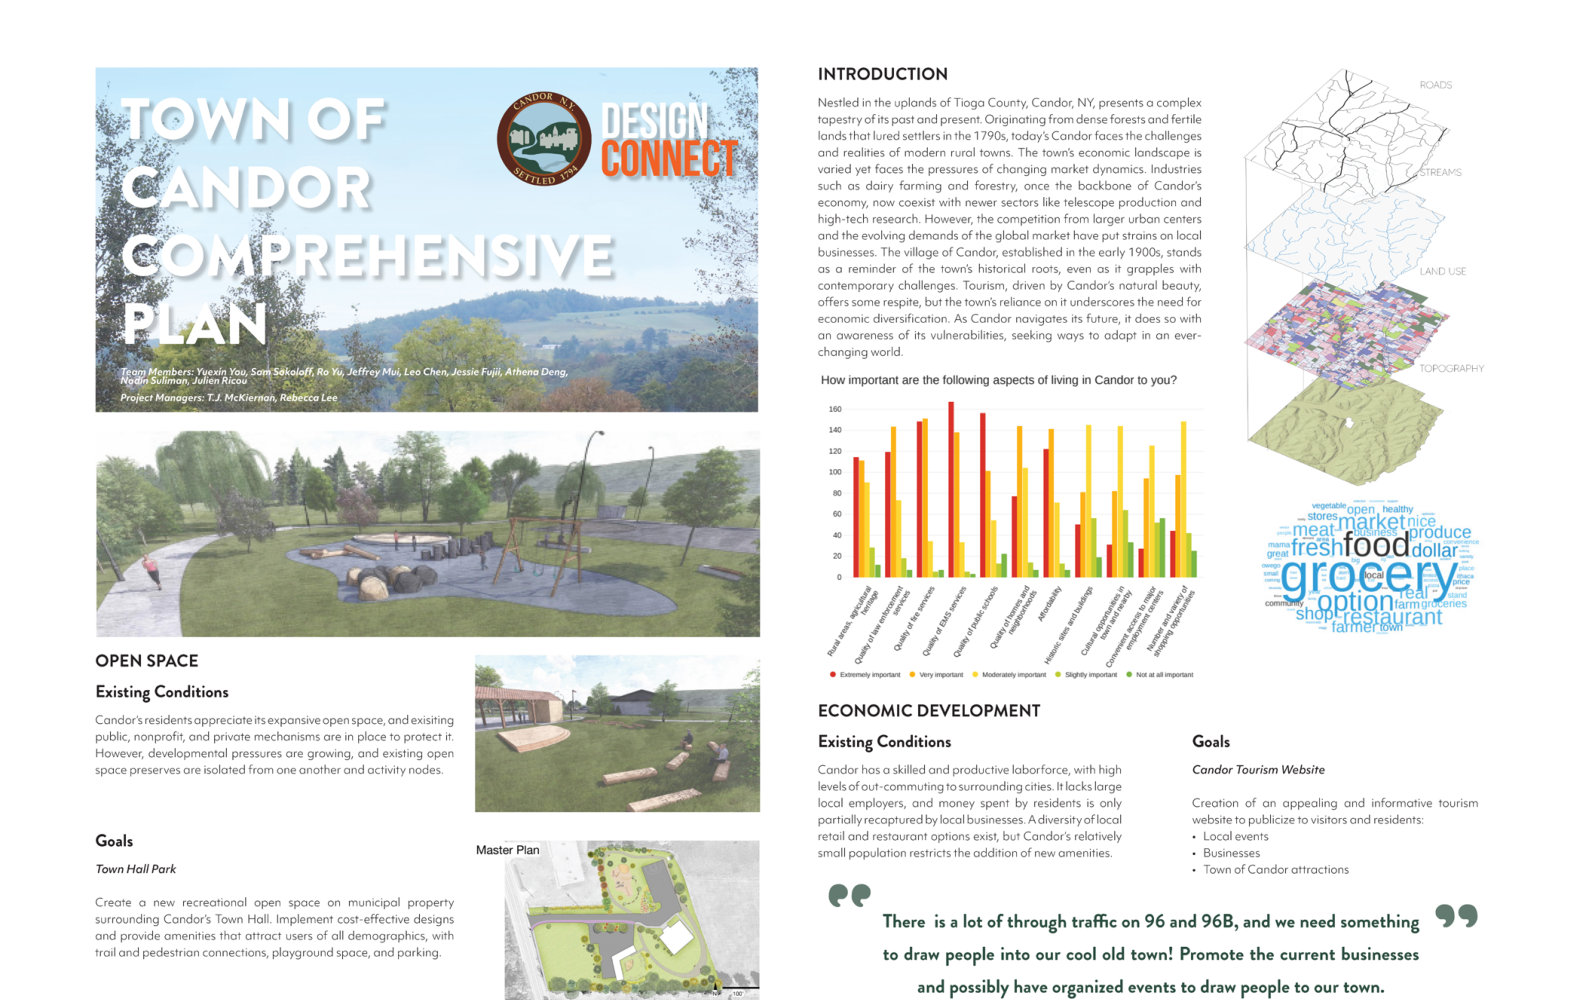 TOWN OF
CANDOR
COMPREHENSIVE
PLAN
CANDOR N.Y.
SETTLED 1794
DESIGN
CONNECT
Team Members: Yuexin You, Sam Sokoloff, Ro Yu, Jeffrey Mui, Leo Chen, Jessie Fujii, Athena Deng,
Nadin Suliman, Julien Ricou
Project Managers: T.J. McKiernan, Rebecca Lee
OPEN SPACE
Existing Conditions
Candor's residents appreciate its expansive open space, and exisiting
public, nonprofit, and private mechanisms are in place to protect it.
However, developmental pressures are growing, and existing open
space preserves are isolated from one another and activity nodes.
Goals
Town Hall Park
Create a new recreational open space on municipal property
surrounding Candor's Town Hall. Implement cost-effective designs
and provide amenities that attract users of all demographics, with
trail and pedestrian connections, playground space, and parking.
Master Plan
N
100'
INTRODUCTION
Nestled in the uplands of Tioga County, Candor, NY, presents a complex
tapestry of its past and present. Originating from dense forests and fertile
lands that lured settlers in the 1790s, today's Candor faces the challenges
and realities of modern rural towns. The town's economic landscape is
varied yet faces the pressures of changing market dynamics. Industries
such as dairy farming and forestry, once the backbone of Candor's
economy, now coexist with newer sectors like telescope production and
high-tech research. However, the competition from larger urban centers
and the evolving demands of the global market have put strains on local
businesses. The village of Candor, established in the early 1900s, stands
as a reminder of the town's historical roots, even as it grapples with
contemporary challenges. Tourism, driven by Candor's natural beauty,
offers some respite, but the town's reliance on it underscores the need for
economic diversification. As Candor navigates its future, it does so with
an awareness of its vulnerabilities, seeking ways to adapt in an ever-
changing world.
How important are the following aspects of living in Candor to you?
160
140
120
100
80
60
40
20
0
Rural areas, agricultural
heritage
Quality of law enforcement
services
Quality of fire services
Quality of EMS services
Quality of public schools
Quality of homes and
neighborhoods
Affordability
Historic sites and buildings
Cultural opportunities in
town and nearby
Convenient access to major
employment centers
Number and variety of
shopping opportunities
Extremely important
Very important
Moderately important
Slightly important
Not at all important
ROADS
STREAMS
LAND USE
TOPOGRAPHY
vegetable
open
healthy
stores
market
nice
meat
business
produce
mama
great
fresh
food
dollar
convenience
owego
small
grocery
local
place
ithaca
price
community
option
real
stand
farm
groceries
shop
restaurant
farmer
town
ECONOMIC DEVELOPMENT
Existing Conditions
Candor has a skilled and productive laborforce, with high
levels of out-commuting to surrounding cities. It lacks large
local employers, and money spent by residents is only
partially recaptured by local businesses. A diversity of local
retail and restaurant options exist, but Candor's relatively
small population restricts the addition of new amenities.
Goals
Candor Tourism Website
Creation of an appealing and informative tourism
website to publicize to visitors and residents:
• Local events
• Businesses
• Town of Candor attractions
“ There is a lot of through traffic on 96 and 96B, and we need something ”
to draw people into our cool old town! Promote the current businesses
and possibly have organized events to draw people to our town.